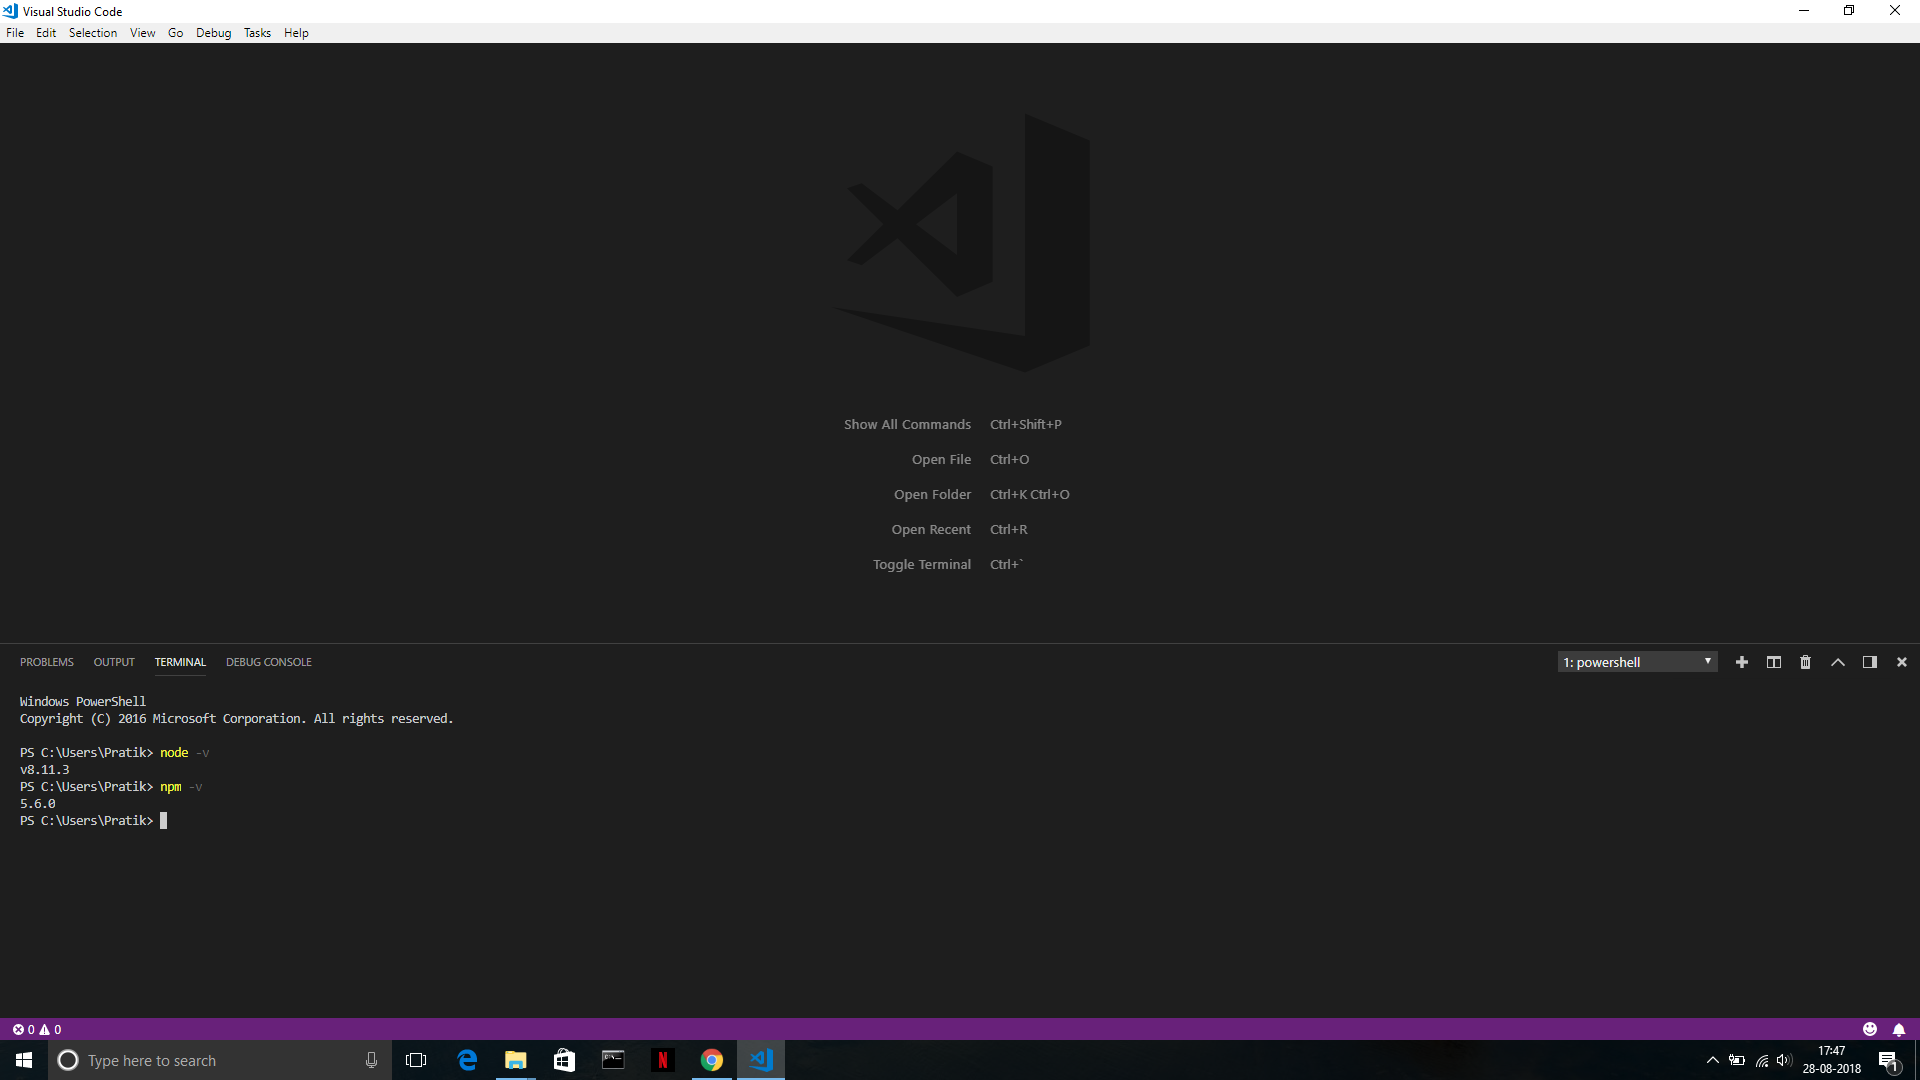 Visual Studio Code
File Edit Selection View Go Debug Tasks Help
Show All Commands Ctrl+Shift+P
Open File Ctrl+O
Open Folder Ctrl+K Ctrl+O
Open Recent Ctrl+R
Toggle Terminal Ctrl+`
PROBLEMS OUTPUT TERMINAL DEBUG CONSOLE 1: powershell
Windows PowerShell
Copyright (C) 2016 Microsoft Corporation. All rights reserved.
PS C:\Users\Pratik> node -v
v8.11.3
PS C:\Users\Pratik> npm -v
5.6.0
PS C:\Users\Pratik>
0 0
Type here to search
17:47
28-08-2018
1